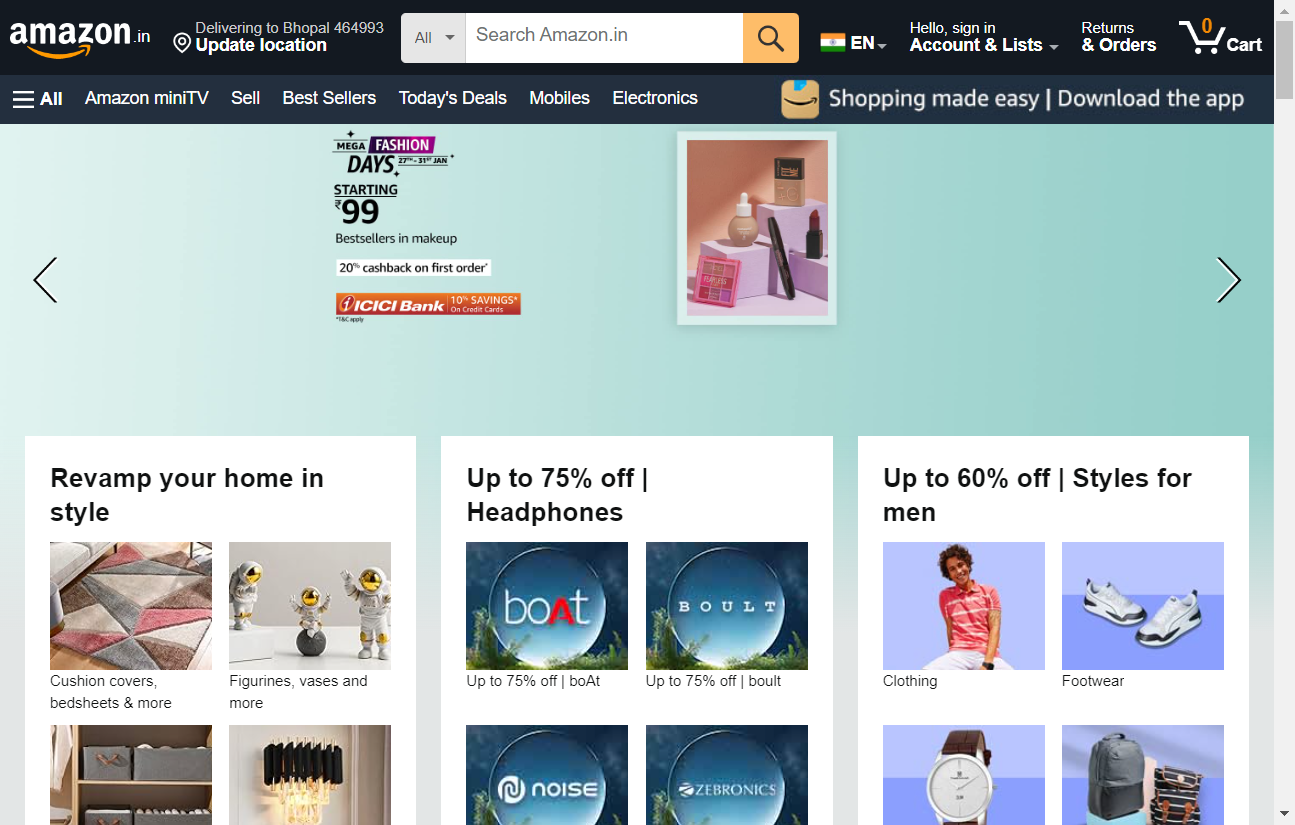 amazon.in
Delivering to Bhopal 464993
Update location
All
Search Amazon.in
EN
Hello, sign in
Account & Lists
Returns
& Orders
0
Cart
All
Amazon miniTV
Sell
Best Sellers
Today's Deals
Mobiles
Electronics
Shopping made easy | Download the app
MEGA FASHION
DAYS 27TH - 31ST JAN
STARTING
₹99
Bestsellers in makeup
20% cashback on first order*
ICICI Bank
10% SAVINGS*
On Credit Cards
*T&C apply
Revamp your home in
style
Cushion covers,
bedsheets & more
Figurines, vases and
more
Up to 75% off |
Headphones
boAt
BOULT
Up to 75% off | boAt
Up to 75% off | boult
NOISE
ZEBRONICS
Up to 60% off | Styles for
men
Clothing
Footwear